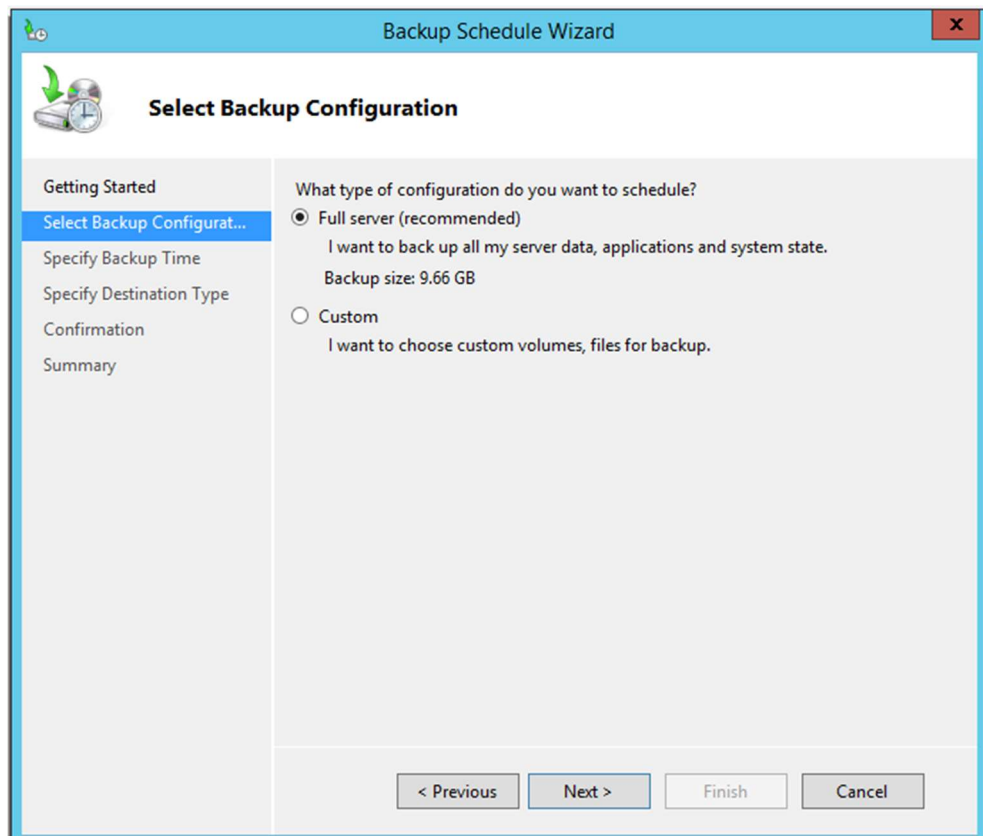 Backup Schedule Wizard
x
Select Backup Configuration
Getting Started
Select Backup Configurat...
Specify Backup Time
Specify Destination Type
Confirmation
Summary
What type of configuration do you want to schedule?
Full server (recommended)
I want to back up all my server data, applications and system state.
Backup size: 9.66 GB
Custom
I want to choose custom volumes, files for backup.
< Previous
Next >
Finish
Cancel